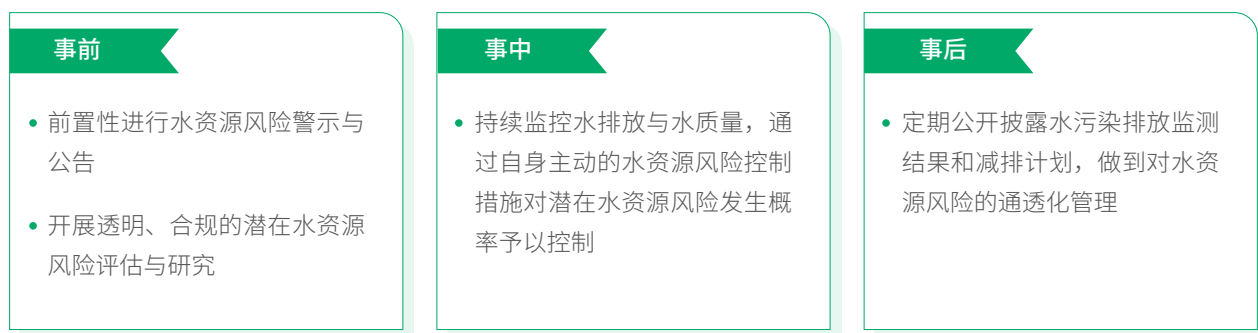 事前
前置性进行水资源风险警示与
公告
开展透明、合规的潜在水资源
风险评估与研究
事中
持续监控水排放与水质量，通
过自身主动的水资源风险控制
措施对潜在水资源风险发生概
率予以控制
事后
定期公开披露水污染排放监测
结果和减排计划，做到对水资
源风险的通透化管理